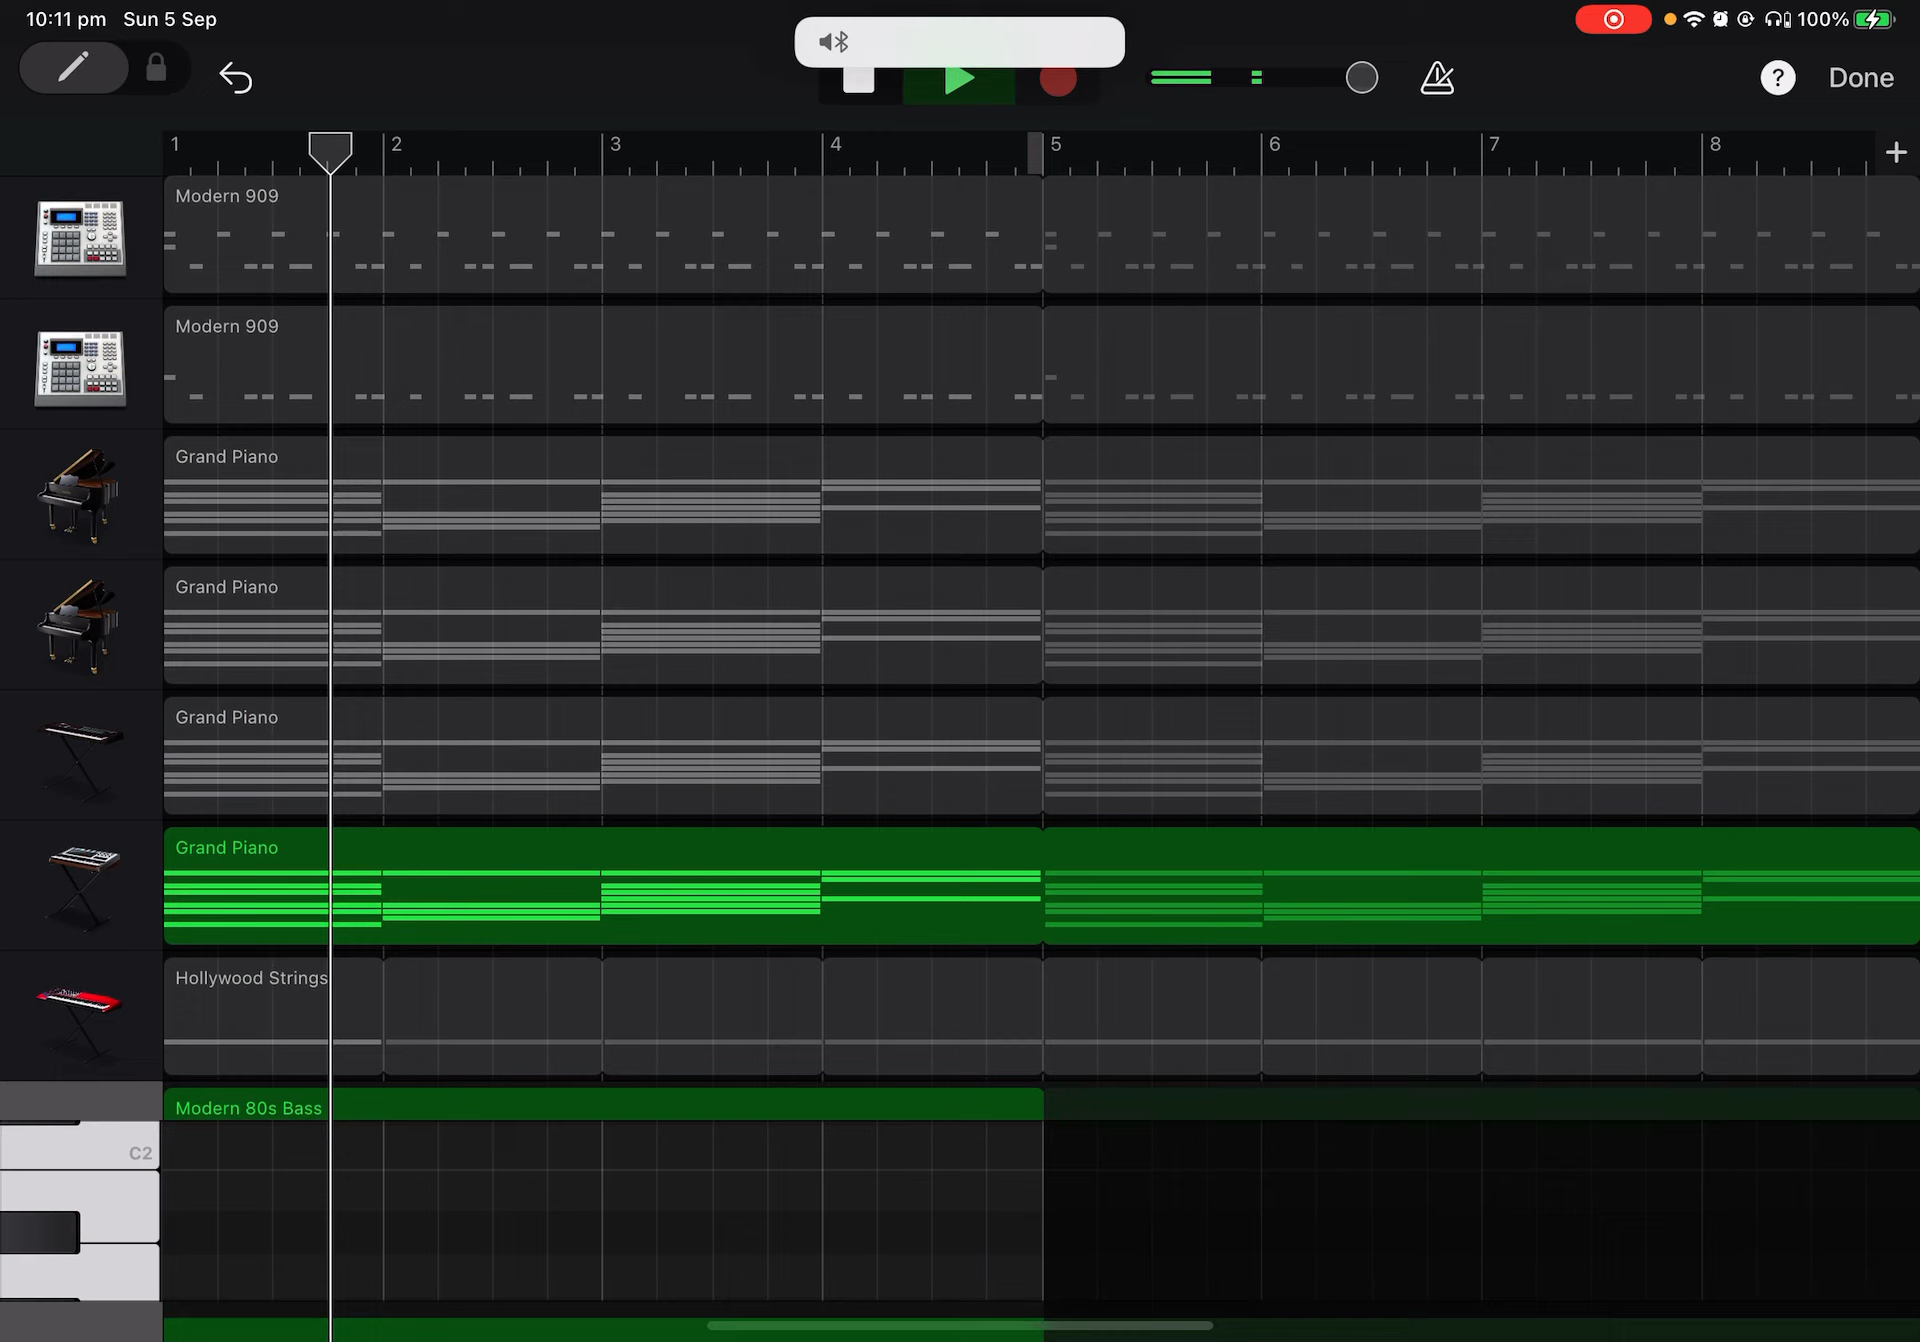 10:11 pm Sun 5 Sep
100%
? Done
1 2 3 4 5 6 7 8 +
Modern 909
Modern 909
Grand Piano
Grand Piano
Grand Piano
Grand Piano
Hollywood Strings
Modern 80s Bass
C2